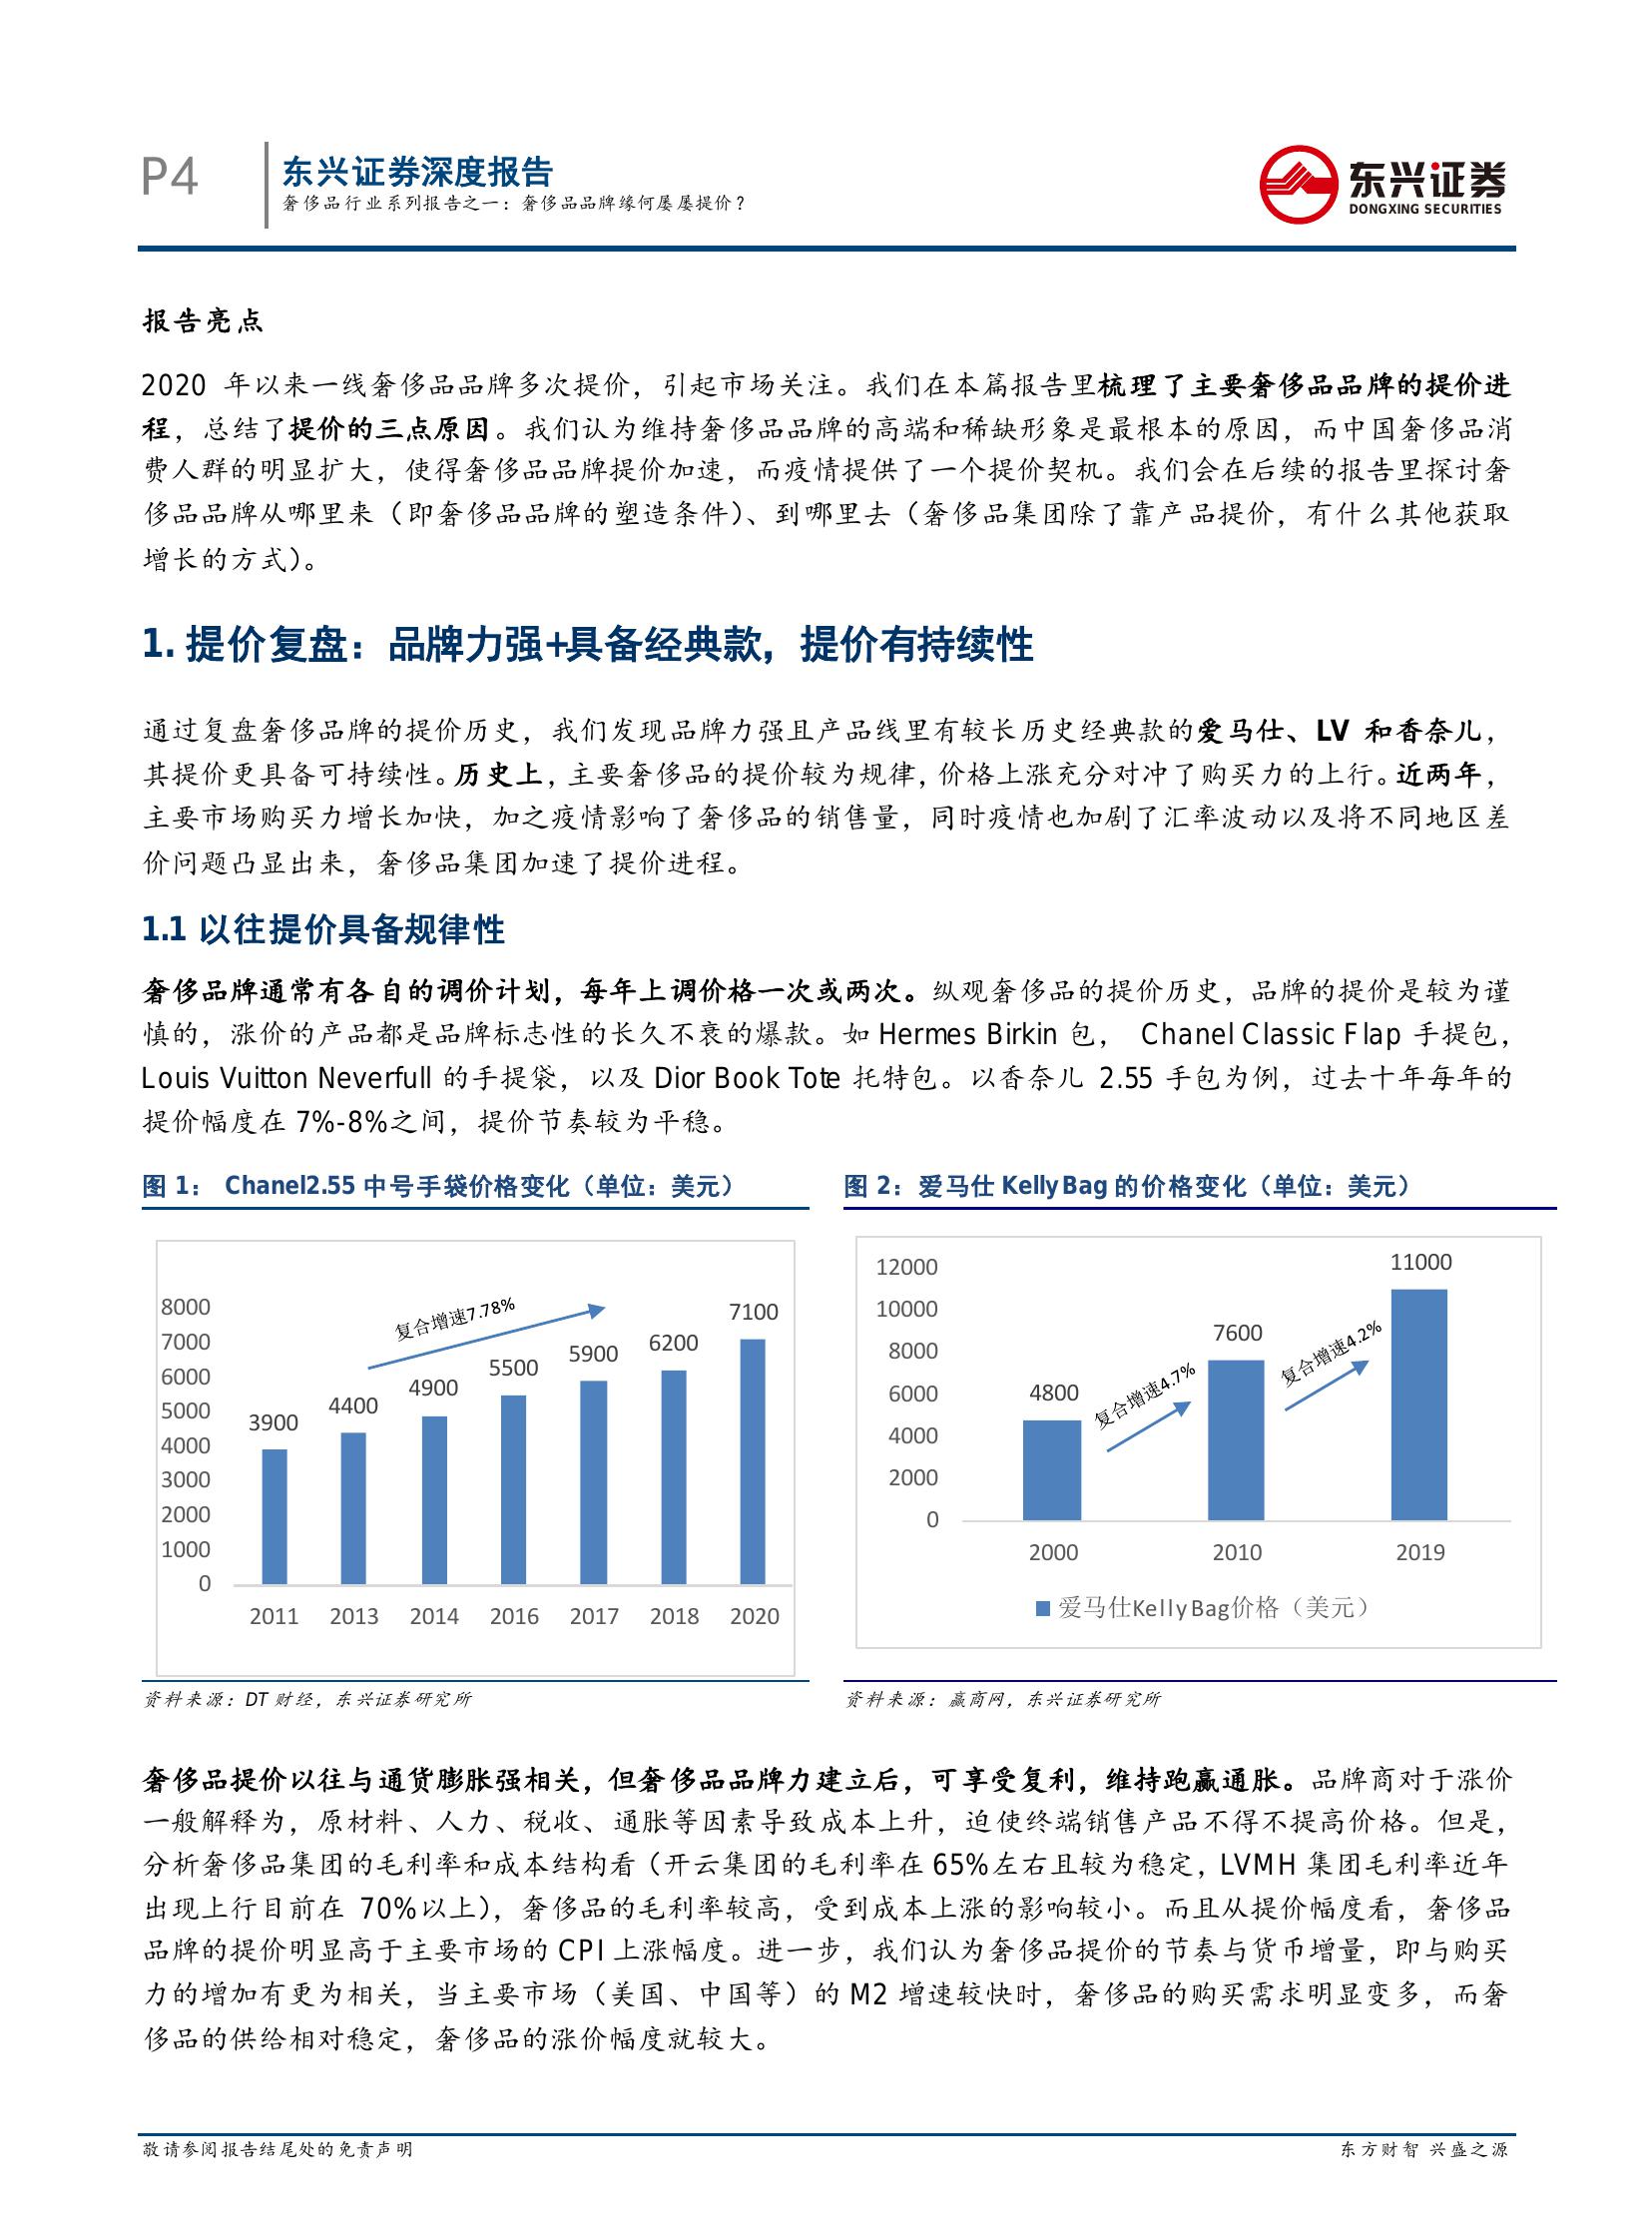 P4
东兴证券深度报告
奢侈品行业系列报告之一：奢侈品品牌缘何屡屡提价？
东兴证券
DONGXING SECURITIES
报告亮点
2020 年以来一线奢侈品品牌多次提价，引起市场关注。我们在本篇报告里梳理了主要奢侈品品牌的提价进
程，总结了提价的三点原因。我们认为维持奢侈品品牌的高端和稀缺形象是最根本的原因，而中国奢侈品消
费人群的明显扩大，使得奢侈品品牌提价加速，而疫情提供了一个提价契机。我们会在后续的报告里探讨奢
侈品品牌从哪里来（即奢侈品品牌的塑造条件）、到哪里去（奢侈品集团除了靠产品提价，有什么其他获取
增长的方式）。
1. 提价复盘：品牌力强+具备经典款，提价有持续性
通过复盘奢侈品牌的提价历史，我们发现品牌力强且产品线里有较长历史经典款的爱马仕、LV 和香奈儿，
其提价更具备可持续性。历史上，主要奢侈品的提价较为规律，价格上涨充分对冲了购买力的上行。近两年，
主要市场购买力增长加快，加之疫情影响了奢侈品的销售量，同时疫情也加剧了汇率波动以及将不同地区差
价问题凸显出来，奢侈品集团加速了提价进程。
1.1 以往提价具备规律性
奢侈品牌通常有各自的调价计划，每年上调价格一次或两次。纵观奢侈品的提价历史，品牌的提价是较为谨
慎的，涨价的产品都是品牌标志性的长久不衰的爆款。如 Hermes Birkin 包， Chanel Classic Flap 手提包，
Louis Vuitton Neverfull 的手提袋，以及 Dior Book Tote 托特包。以香奈儿 2.55 手包为例，过去十年每年的
提价幅度在 7%-8%之间，提价节奏较为平稳。
图 1： Chanel2.55 中号手袋价格变化（单位：美元）
8000
7000
6000
5000
4000
3000
2000
1000
0
复合增速7.78%
3900
4400
4900
5500
5900
6200
7100
2011 2013 2014 2016 2017 2018 2020
资料来源：DT 财经，东兴证券研究所
图 2：爱马仕 Kelly Bag 的价格变化（单位：美元）
12000
10000
8000
6000
4000
2000
0
4800
复合增速4.7%
7600
复合增速4.2%
11000
2000 2010 2019
爱马仕Kelly Bag价格（美元）
资料来源：赢商网，东兴证券研究所
奢侈品提价以往与通货膨胀强相关，但奢侈品品牌力建立后，可享受复利，维持跑赢通胀。品牌商对于涨价
一般解释为，原材料、人力、税收、通胀等因素导致成本上升，迫使终端销售产品不得不提高价格。但是，
分析奢侈品集团的毛利率和成本结构看（开云集团的毛利率在 65%左右且较为稳定，LVMH 集团毛利率近年
出现上行目前在 70%以上），奢侈品的毛利率较高，受到成本上涨的影响较小。而且从提价幅度看，奢侈品
品牌的提价明显高于主要市场的 CPI 上涨幅度。进一步，我们认为奢侈品提价的节奏与货币增量，即与购买
力的增加有更为相关，当主要市场（美国、中国等）的 M2 增速较快时，奢侈品的购买需求明显变多，而奢
侈品的供给相对稳定，奢侈品的涨价幅度就较大。
敬请参阅报告结尾处的免责声明
东方财智 兴盛之源